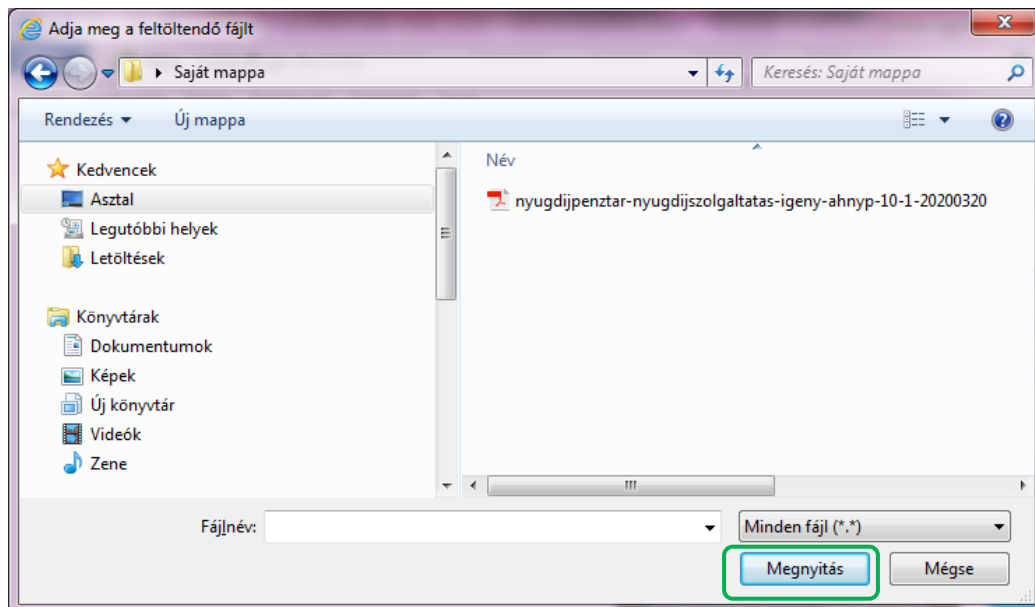 Adja meg a feltöltendő fájlt
Saját mappa
Keresés: Saját mappa
Rendezés
Új mappa
Kedvencek
Asztal
Legutóbbi helyek
Letöltések
Könyvtárak
Dokumentumok
Képek
Új könyvtár
Videók
Zene
Név
nyugdijpenztar-nyugdijszolgaltatas-igeny-ahnyp-10-1-20200320
Fájlnév:
Minden fájl (*.*)
Megnyitás
Mégse